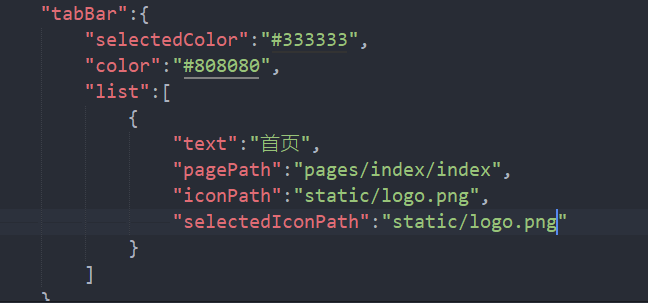 "tabBar":{
"selectedColor":"#333333",
"color":"#808080",
"list":[
{
"text":"首页",
"pagePath":"pages/index/index",
"iconPath":"static/logo.png",
"selectedIconPath":"static/logo.png"
}
]
}